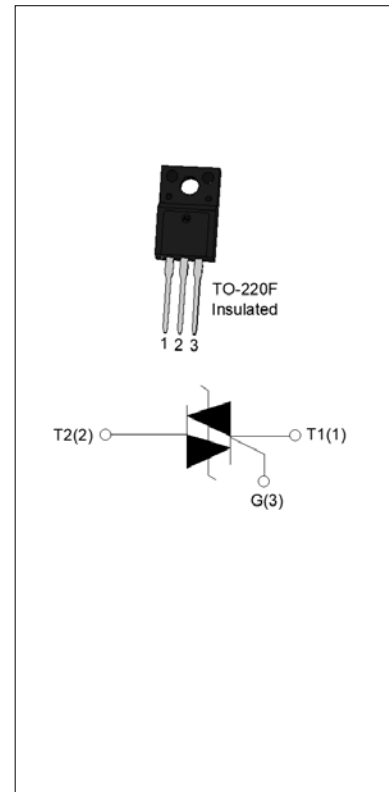 TO-220F
Insulated
1 2 3
T2(2) T1(1)
G(3)